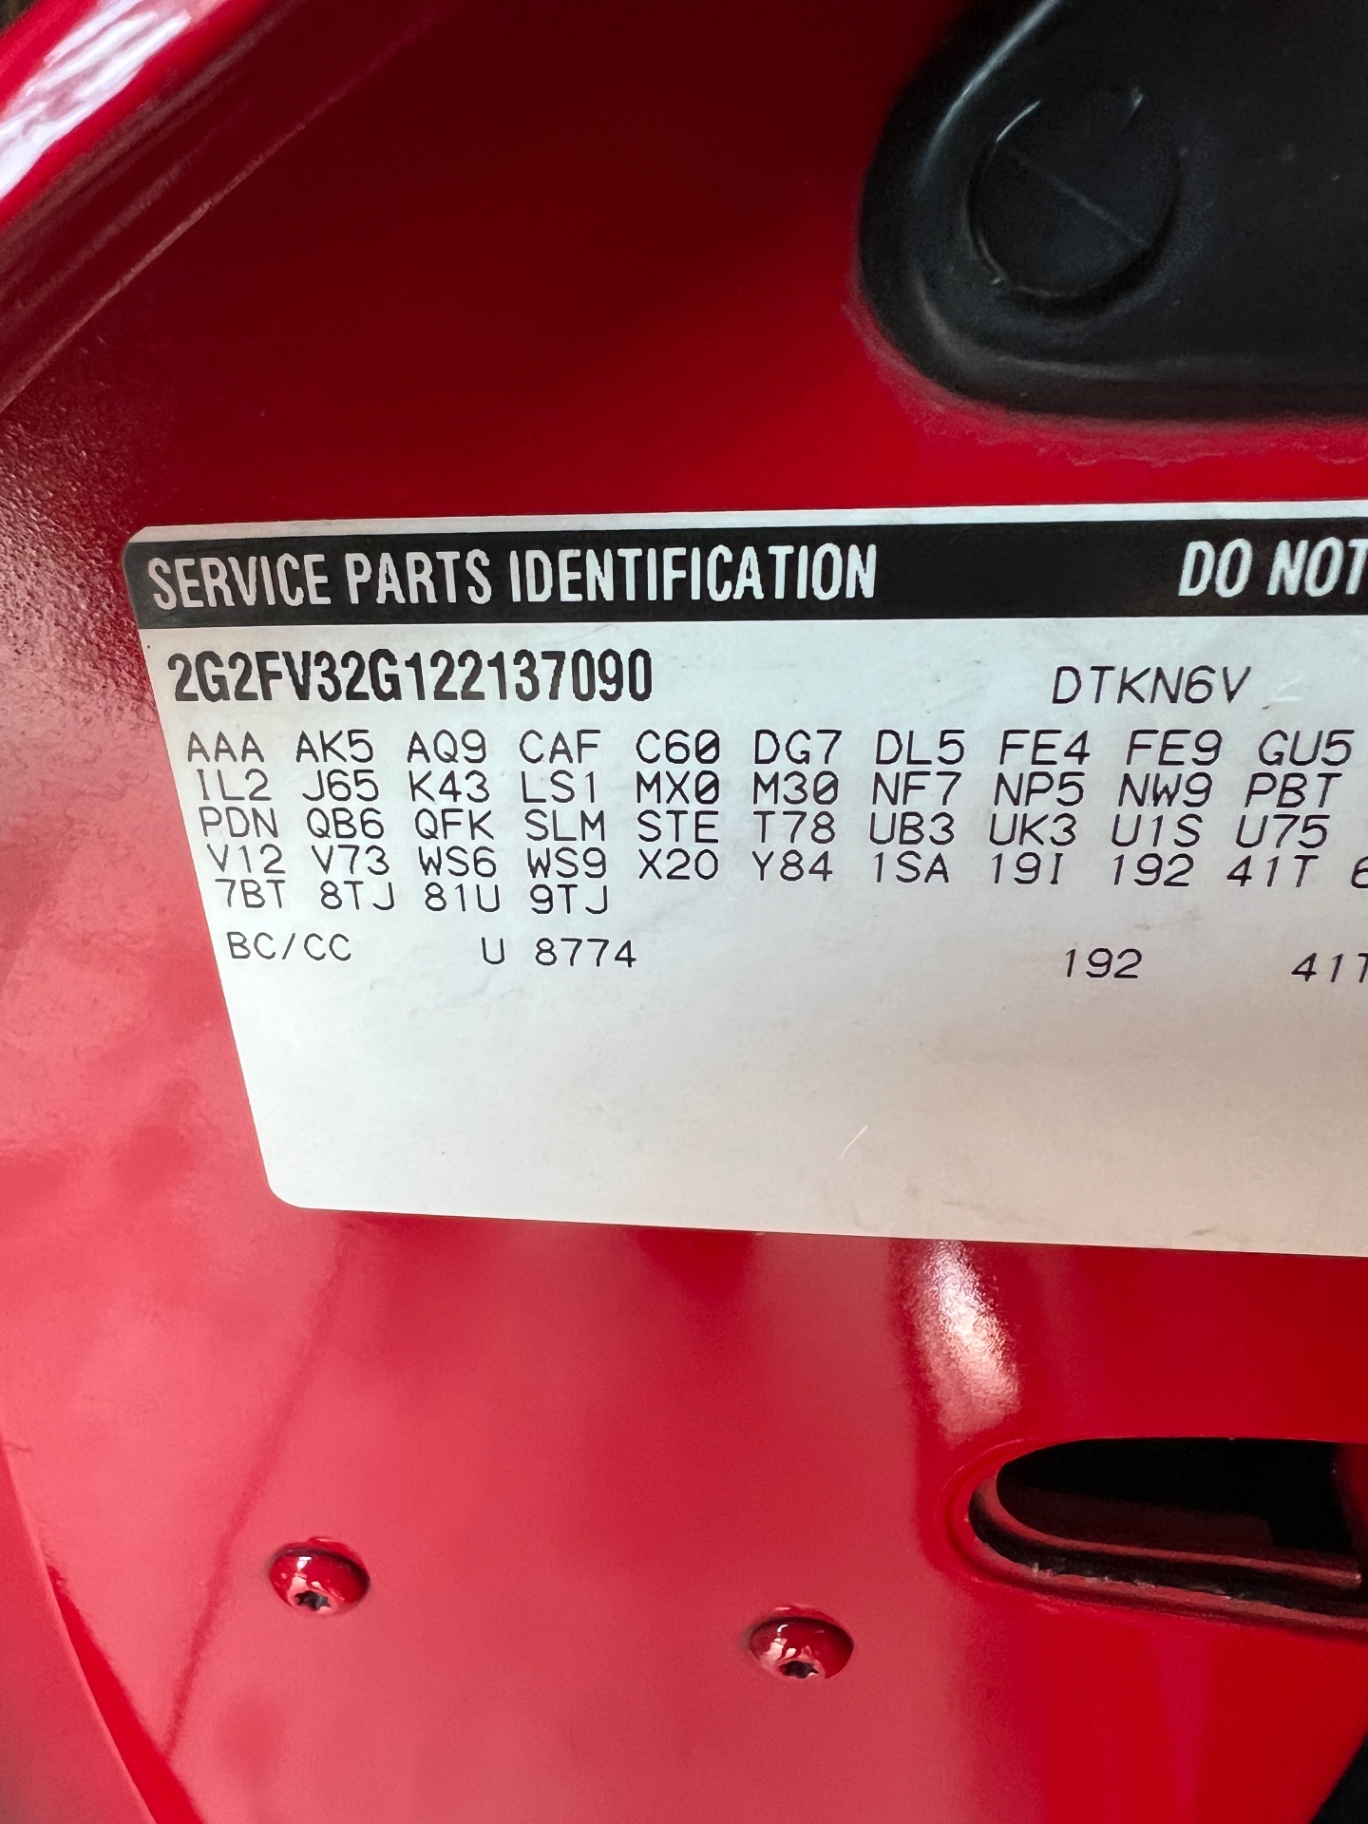 SERVICE PARTS IDENTIFICATION DO NOT
2G2FV32G122137090 DTKN6V
AAA AK5 AQ9 CAF C60 DG7 DL5 FE4 FE9 GU5
IL2 J65 K43 LS1 MX0 M30 NF7 NP5 NW9 PBT
PDN QB6 QFK SLM STE T78 UB3 UK3 U1S U75
V12 V73 WS6 WS9 X20 Y84 1SA 19I 192 41T
7BT 8TJ 81U 9TJ
BC/CC U 8774 192 41T